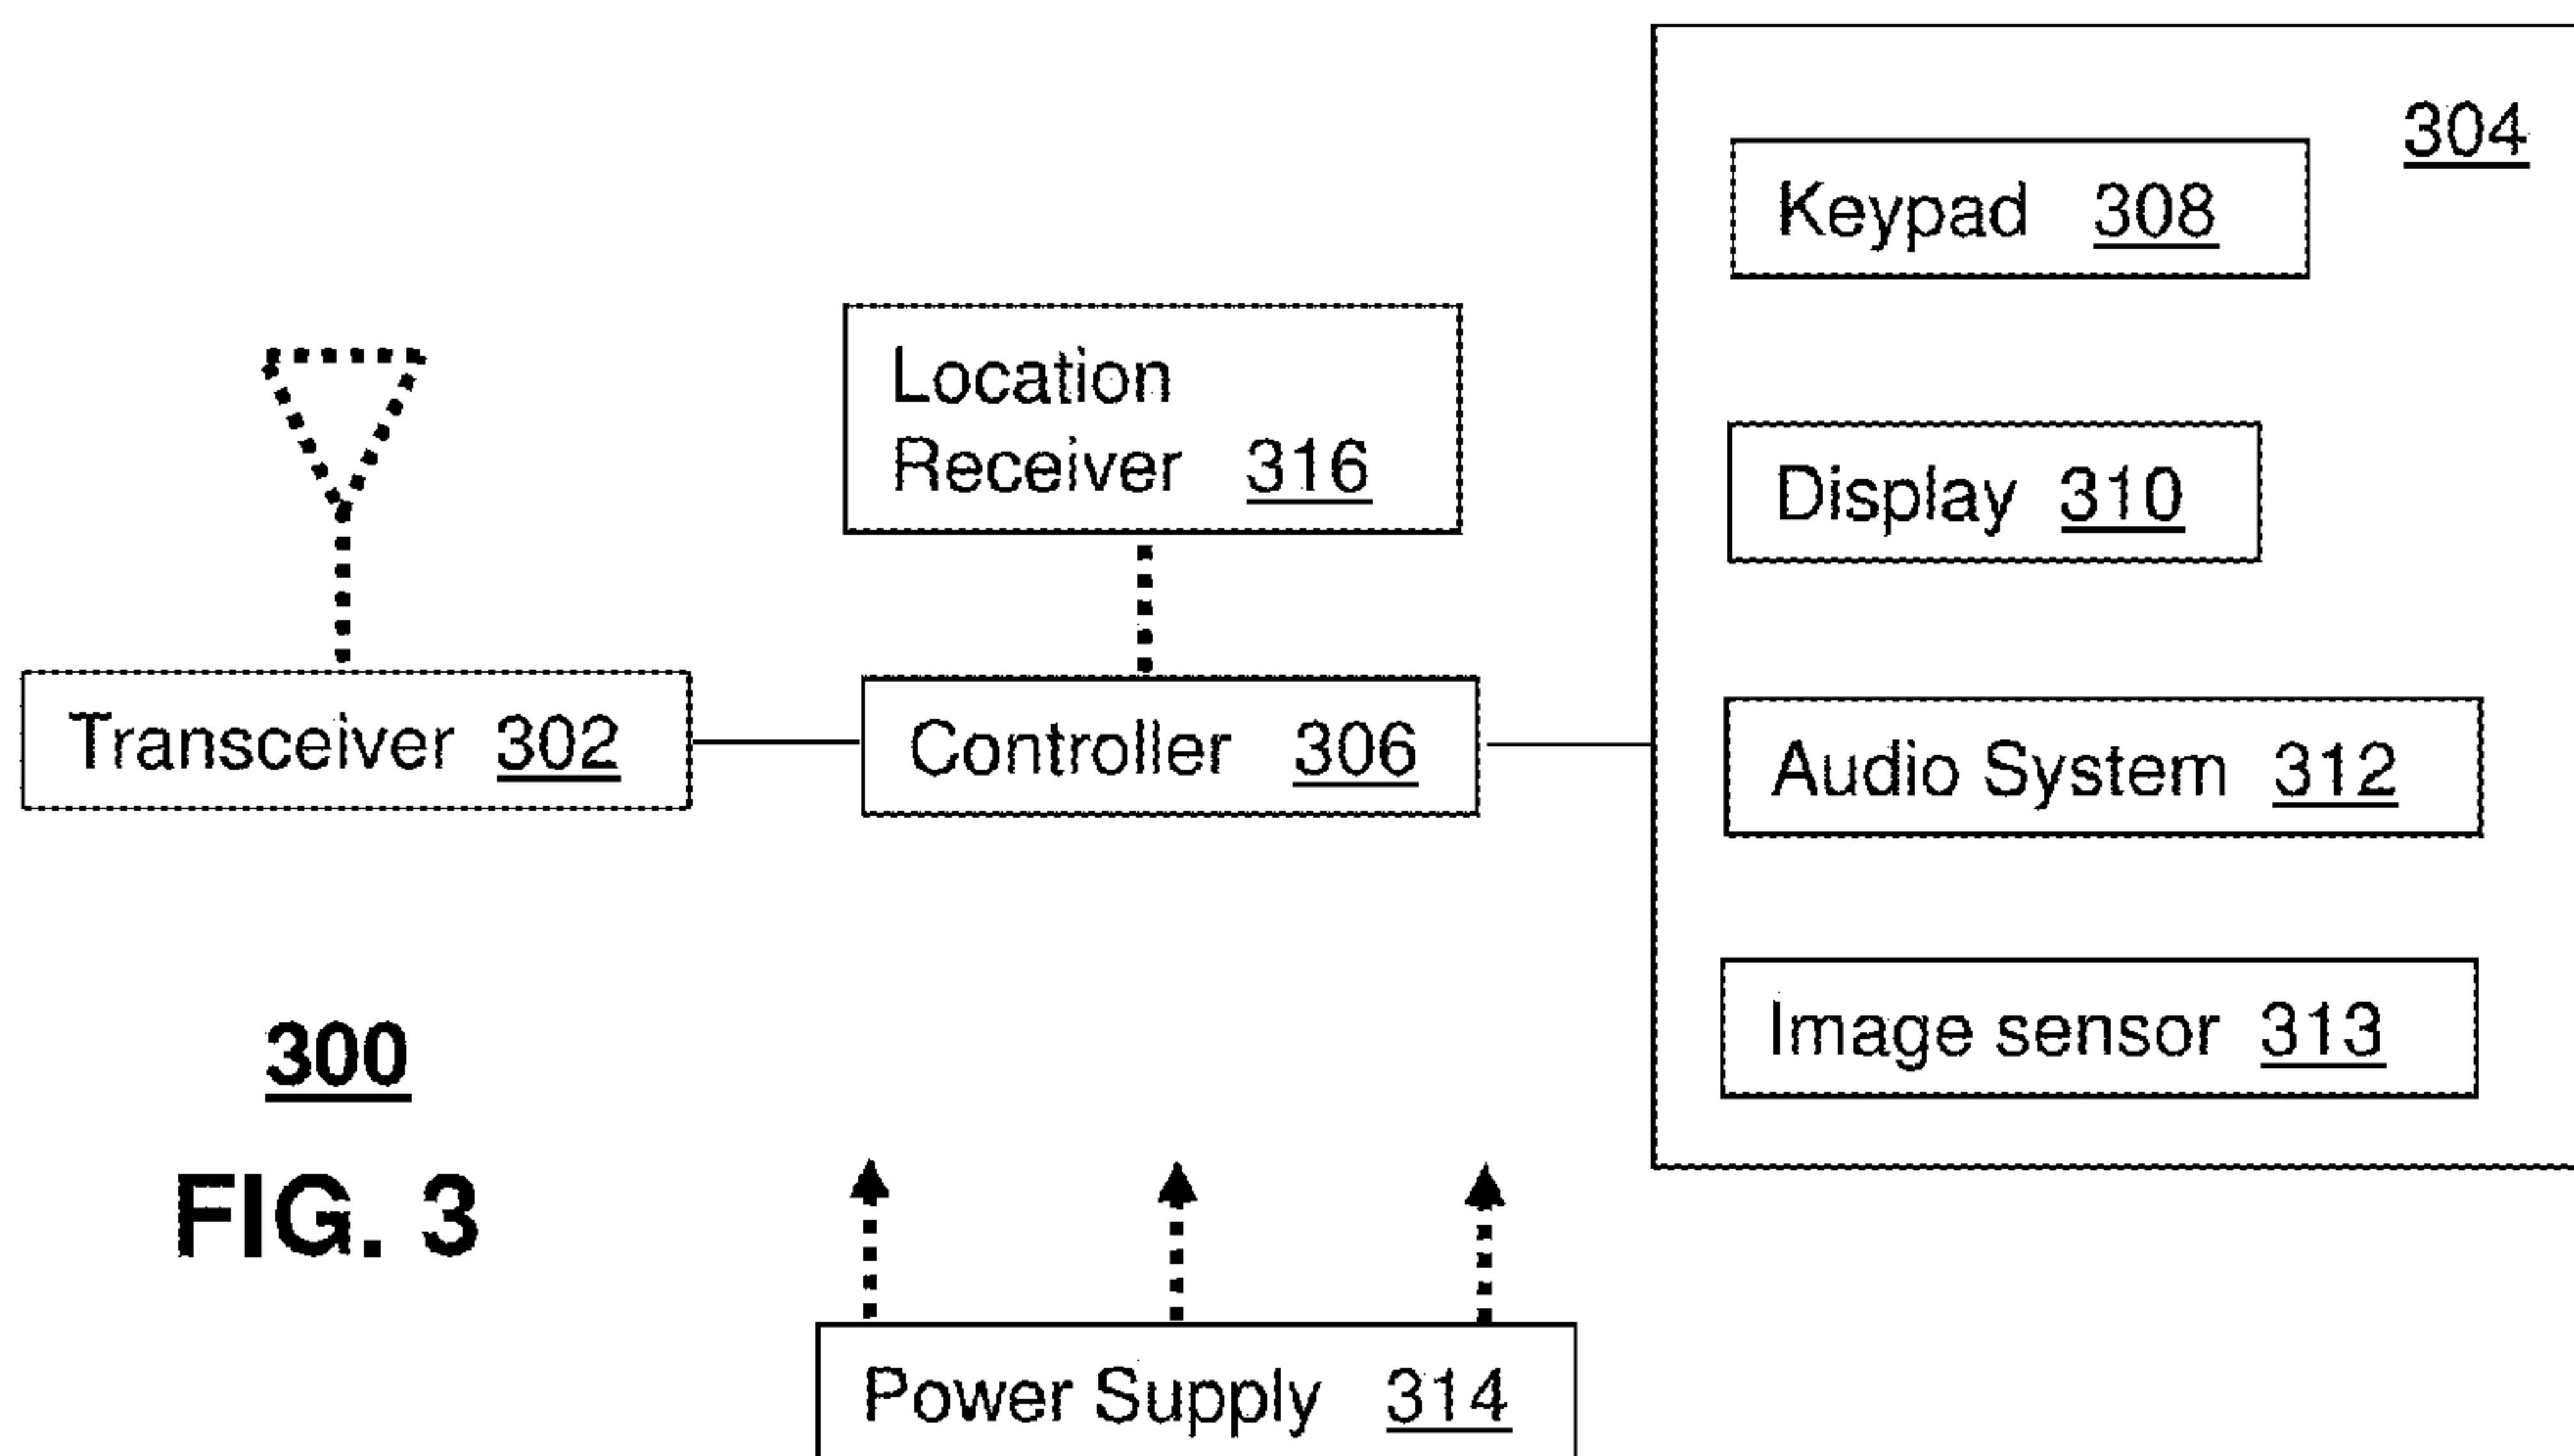 304
Keypad 308
Location
Receiver 316
Display 310
Transceiver 302
Controller 306
Audio System 312
Image sensor 313
300
FIG. 3
Power Supply 314